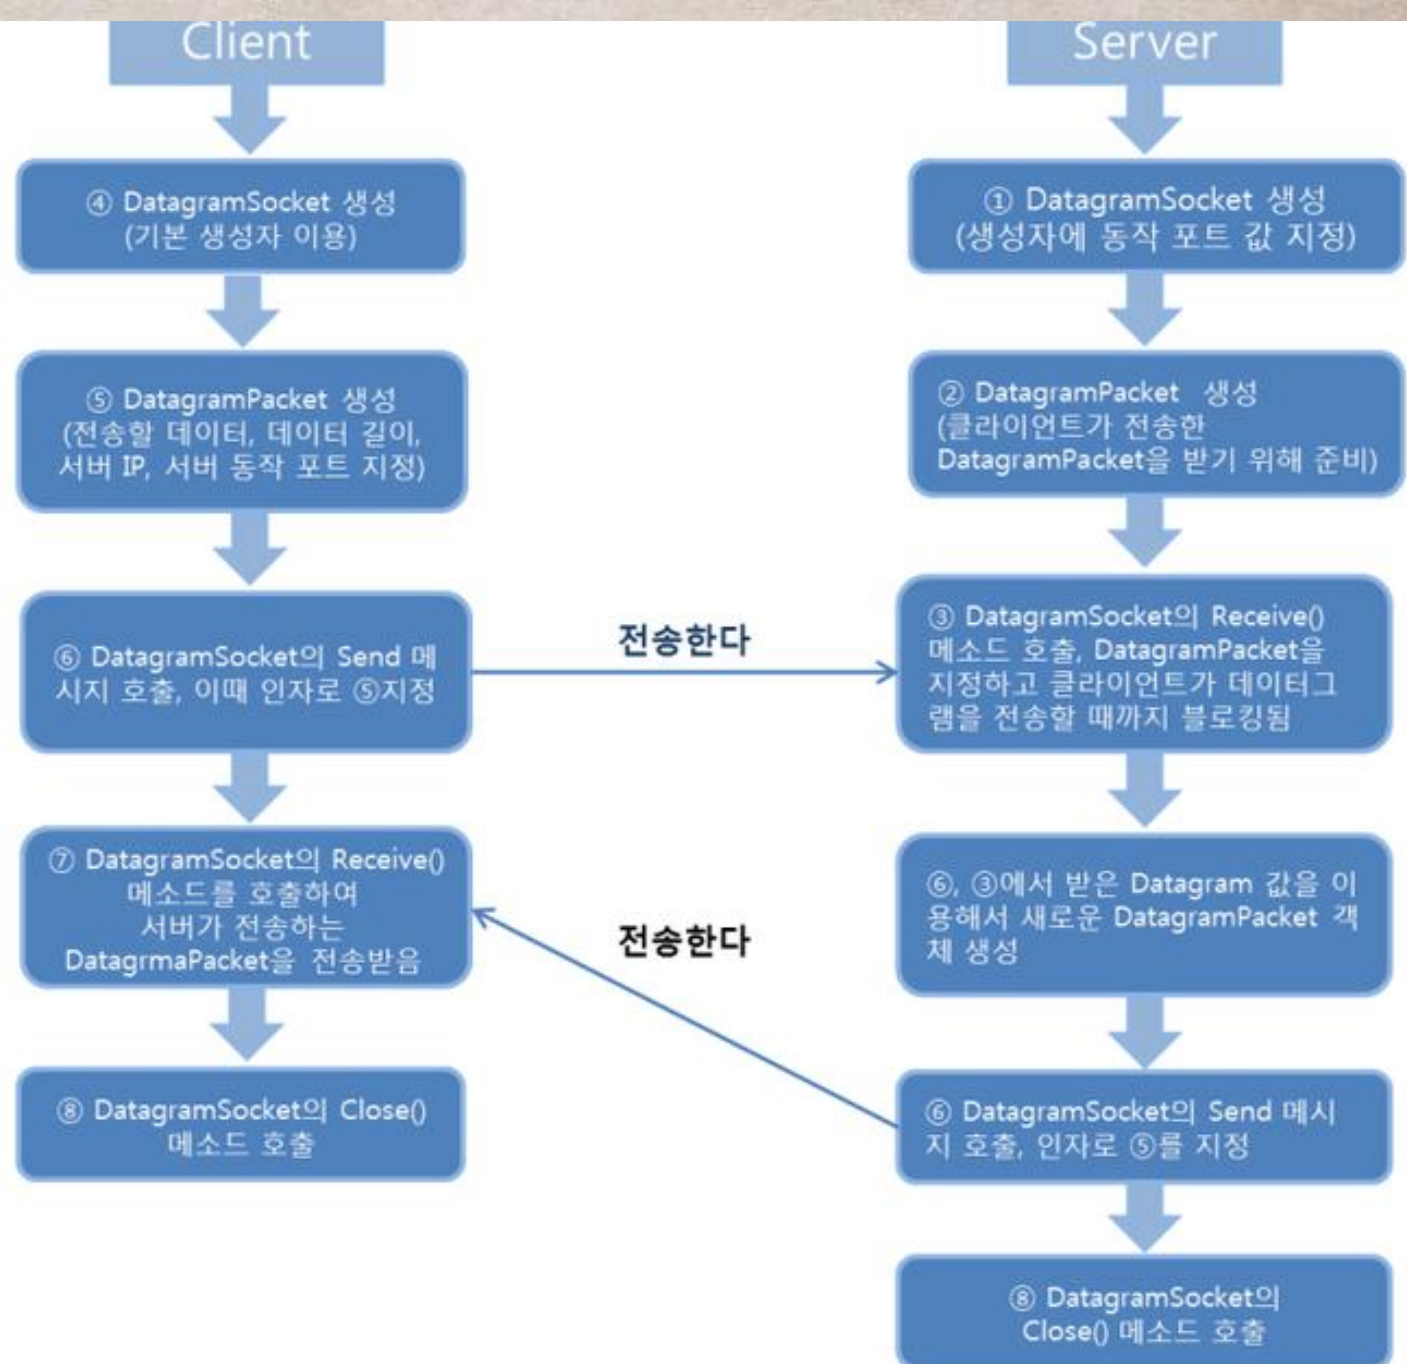 Client
④ DatagramSocket 생성
(기본 생성자 이용)
⑤ DatagramPacket 생성
(전송할 데이터, 데이터 길이,
서버 IP, 서버 동작 포트 지정)
⑥ DatagramSocket의 Send 메
시지 호출, 이때 인자로 ⑤지정
⑦ DatagramSocket의 Receive()
메소드를 호출하여
서버가 전송하는
DatagrmaPacket을 전송받음
⑧ DatagramSocket의 Close()
메소드 호출
전송한다
전송한다
Server
① DatagramSocket 생성
(생성자에 동작 포트 값 지정)
② DatagramPacket 생성
(클라이언트가 전송한
DatagramPacket을 받기 위해 준비)
③ DatagramSocket의 Receive()
메소드 호출, DatagramPacket을
지정하고 클라이언트가 데이터그
램을 전송할 때까지 블로킹됨
⑥, ③에서 받은 Datagram 값을 이
용해서 새로운 DatagramPacket 객
체 생성
⑥ DatagramSocket의 Send 메시
지 호출, 인자로 ⑤를 지정
⑧ DatagramSocket의
Close() 메소드 호출